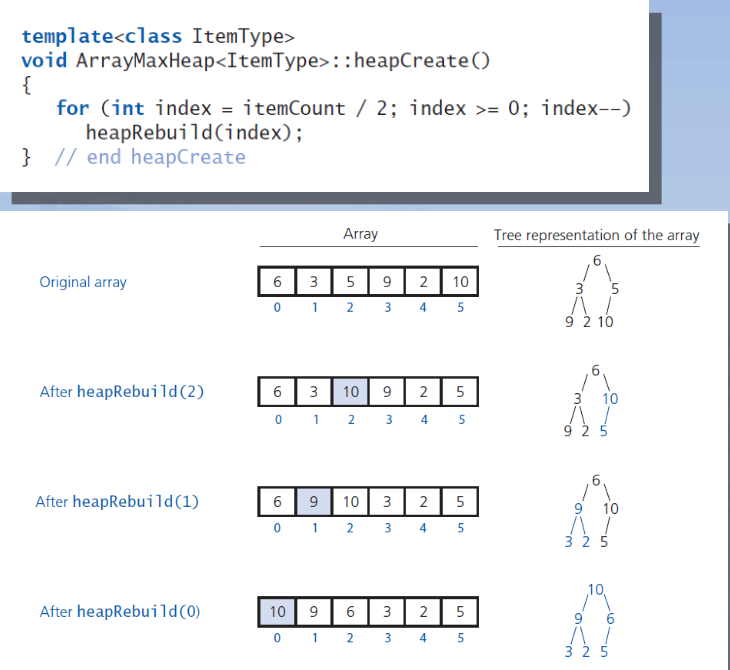 template<class ItemType>
void ArrayMaxHeap<ItemType>::heapCreate()
{
for (int index = itemCount / 2; index >= 0; index--)
heapRebuild(index);
} // end heapCreate
Array
Tree representation of the array
Original array
6 3 5 9 2 10
0 1 2 3 4 5
6
3 5
9 2 10
After heapRebuild(2)
6 3 10 9 2 5
0 1 2 3 4 5
6
3 10
9 2 5
After heapRebuild(1)
6 9 10 3 2 5
0 1 2 3 4 5
6
9 10
3 2 5
After heapRebuild(0)
10 9 6 3 2 5
0 1 2 3 4 5
10
9 6
3 2 5